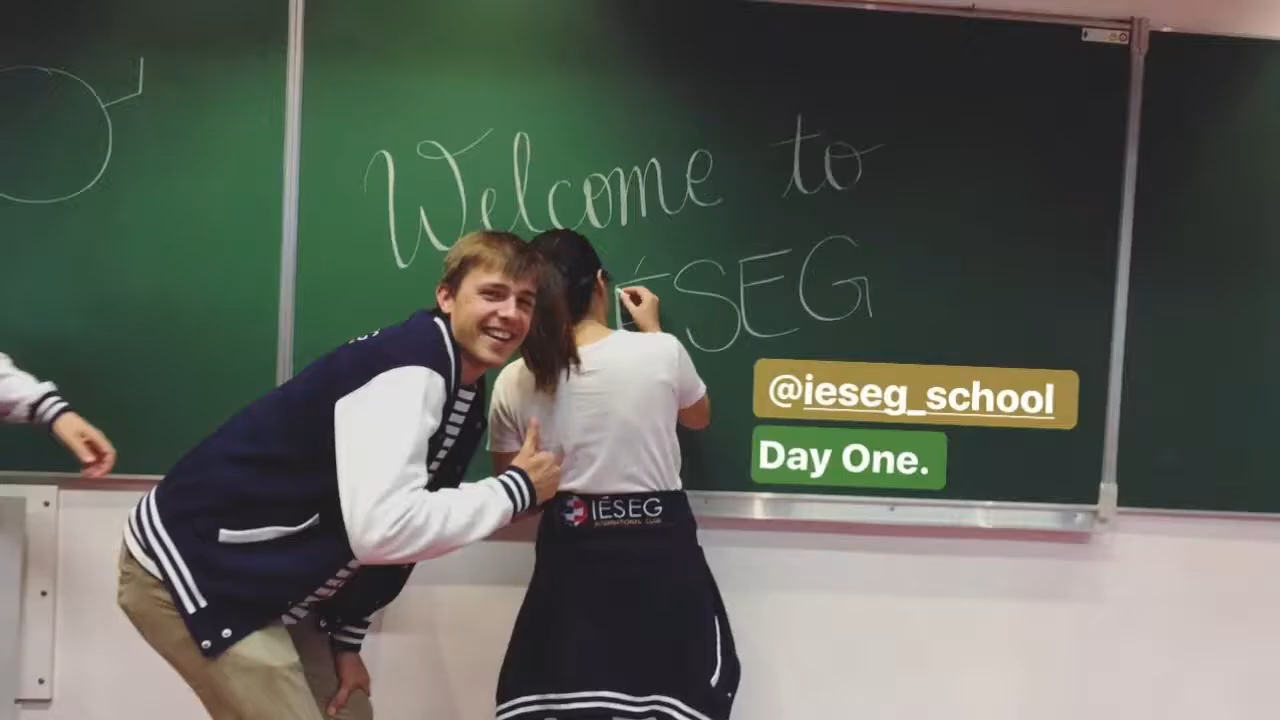 Welcome to
IÉSEG
@ieseg_school
Day One.
IÉSEG
INTERNATIONAL CLUB